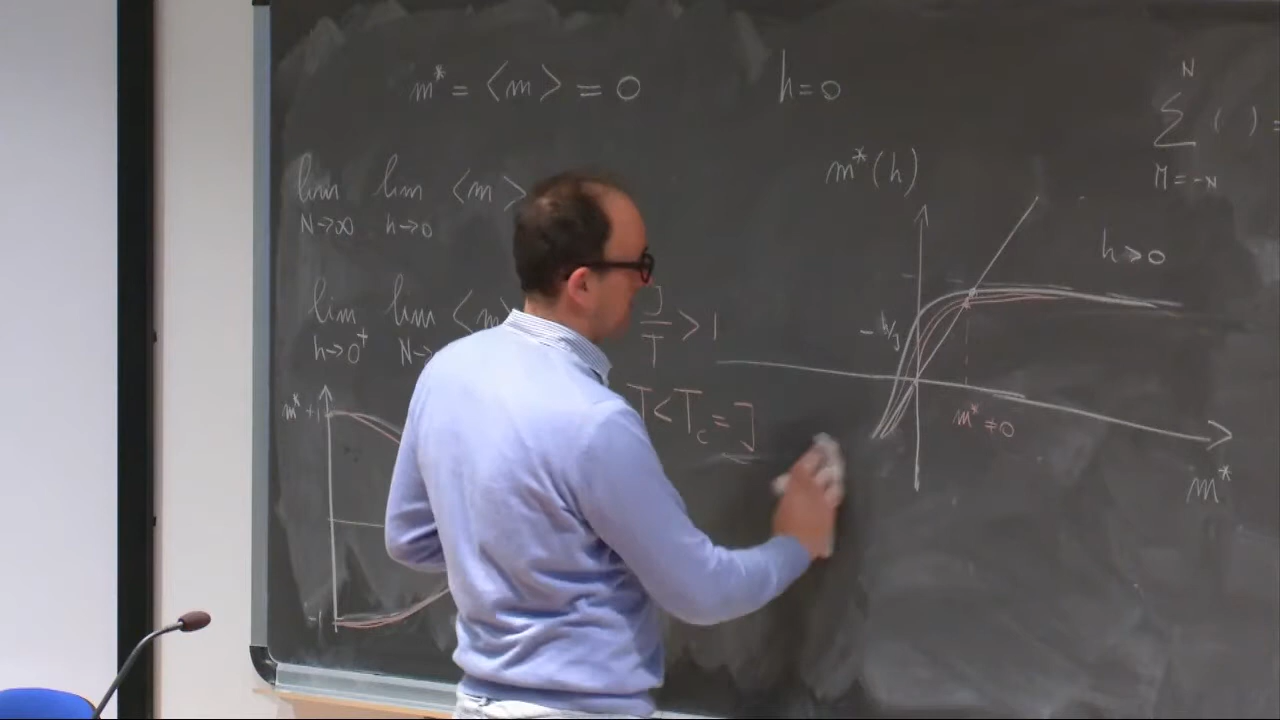 m* = <m> = 0
h=0
lim lim <m>
N→∞ h→0
lim lim <m>
h→0⁺ N→
J/T >1
T<T_c=J
m* +1
-1
m*(h)
h→0
-h/J
m*≠0
m*
N
∑ ( ) =
M=-N